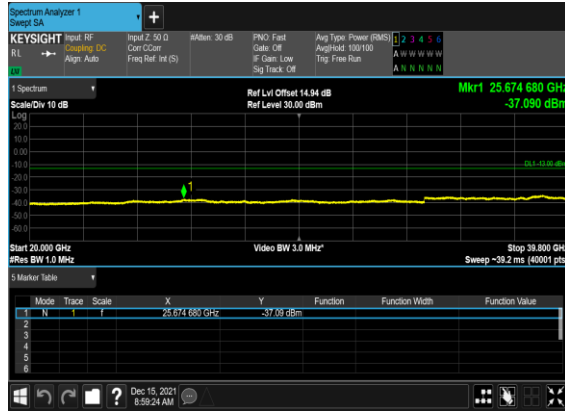 Spectrum Analyzer 1
Swept SA
+
KEYSIGHT Input: RF Input Z: 50 Ω #Atten: 30 dB PNO: Fast Avg Type: Power (RMS) 1 2 3 4 5 6
RL Coupling: DC Corr CCorr Gate: Off Avg|Hold: 100/100 A W W W W W
Align: Auto Freq Ref: Int (S) IF Gain: Low Trig: Free Run
LW Sig Track: Off A N N N N N
1 Spectrum Ref Lvl Offset 14.94 dB Mkr1 25.674 680 GHz
Scale/Div 10 dB Ref Level 30.00 dBm -37.090 dBm
Log
20.0
10.0
0.00
-10.0
DL1 -13.00 dBm
-20.0
1
-30.0
-40.0
-50.0
-60.0
Start 20.000 GHz Video BW 3.0 MHz* Stop 39.800 GHz
#Res BW 1.0 MHz Sweep ~39.2 ms (40001 pts)
5 Marker Table
Mode Trace Scale X Y Function Function Width Function Value
1 N 1 f 25.674 680 GHz -37.09 dBm
2
3
4
5
6
? Dec 15, 2021
8:59:24 AM